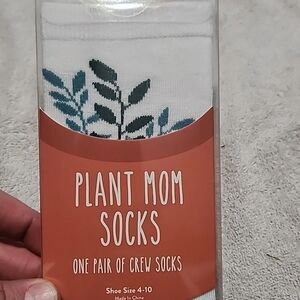 PLANT MOM
SOCKS
ONE PAIR OF CREW SOCKS
Shoe Size 4-10
Made In China